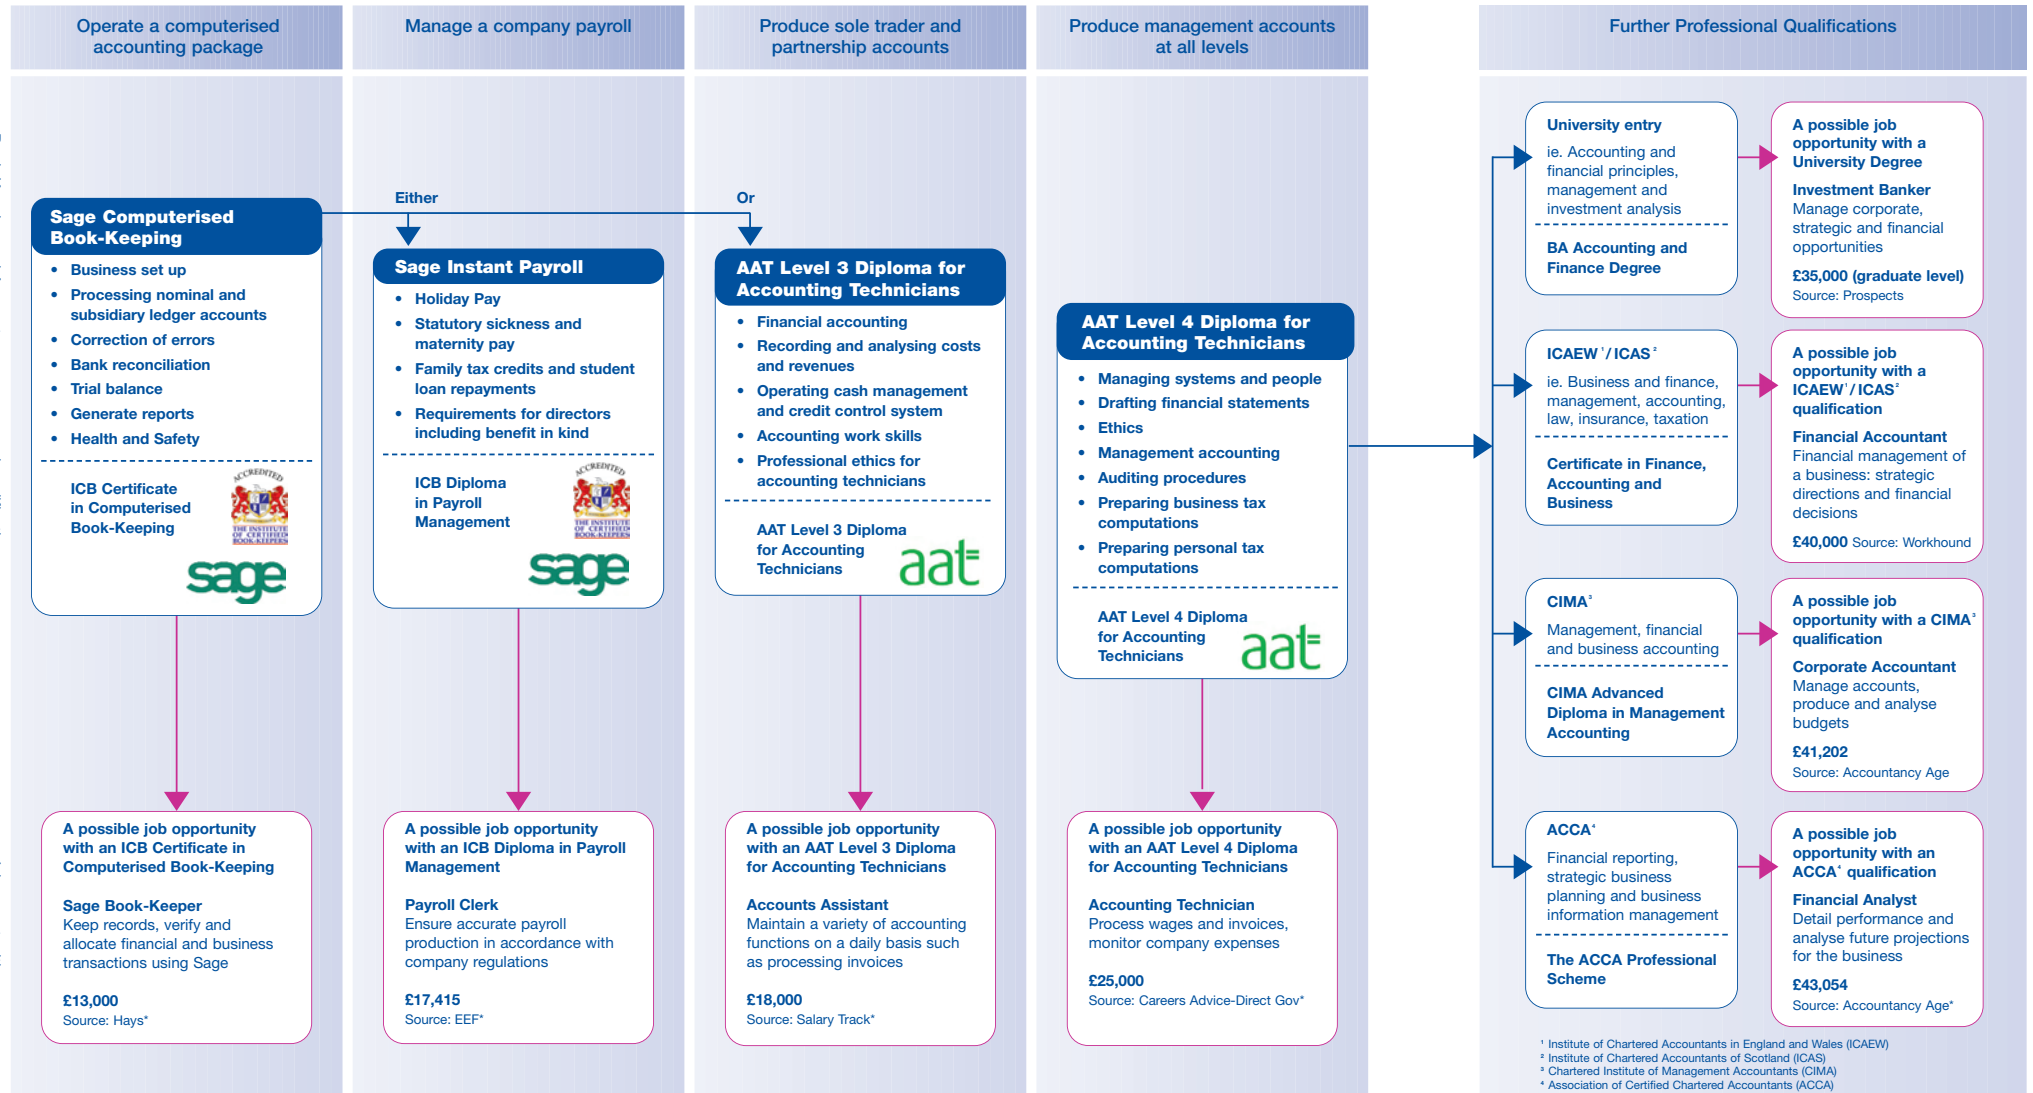 Operate a computerised
accounting package
Manage a company payroll
Produce sole trader and
partnership accounts
Produce management accounts
at all levels
Further Professional Qualifications
Sage Computerised
Book-Keeping
• Business set up
• Processing nominal and
subsidiary ledger accounts
• Correction of errors
• Bank reconciliation
• Trial balance
• Generate reports
• Health and Safety
ICB Certificate
in Computerised
Book-Keeping
ACCREDITED
THE INSTITUTE
OF CERTIFIED
BOOK-KEEPERS
sage
A possible job opportunity
with an ICB Certificate in
Computerised Book-Keeping
Sage Book-Keeper
Keep records, verify and
allocate financial and business
transactions using Sage
£13,000
Source: Hays*
Either
Sage Instant Payroll
• Holiday Pay
• Statutory sickness and
maternity pay
• Family tax credits and student
loan repayments
• Requirements for directors
including benefit in kind
ICB Diploma
in Payroll
Management
ACCREDITED
THE INSTITUTE
OF CERTIFIED
BOOK-KEEPERS
sage
A possible job opportunity
with an ICB Diploma in Payroll
Management
Payroll Clerk
Ensure accurate payroll
production in accordance with
company regulations
£17,415
Source: EEF*
Or
AAT Level 3 Diploma for
Accounting Technicians
• Financial accounting
• Recording and analysing costs
and revenues
• Operating cash management
and credit control system
• Accounting work skills
• Professional ethics for
accounting technicians
AAT Level 3 Diploma
for Accounting
Technicians
aat
A possible job opportunity
with an AAT Level 3 Diploma
for Accounting Technicians
Accounts Assistant
Maintain a variety of accounting
functions on a daily basis such
as processing invoices
£18,000
Source: Salary Track*
AAT Level 4 Diploma for
Accounting Technicians
• Managing systems and people
• Drafting financial statements
• Ethics
• Management accounting
• Auditing procedures
• Preparing business tax
computations
• Preparing personal tax
computations
AAT Level 4 Diploma
for Accounting
Technicians
aat
A possible job opportunity
with an AAT Level 4 Diploma
for Accounting Technicians
Accounting Technician
Process wages and invoices,
monitor company expenses
£25,000
Source: Careers Advice-Direct Gov*
University entry
ie. Accounting and
financial principles,
management and
investment analysis
BA Accounting and
Finance Degree
A possible job
opportunity with a
University Degree
Investment Banker
Manage corporate,
strategic and financial
opportunities
£35,000 (graduate level)
Source: Prospects
ICAEW ¹ / ICAS ²
ie. Business and finance,
management, accounting,
law, insurance, taxation
Certificate in Finance,
Accounting and
Business
A possible job
opportunity with a
ICAEW ¹ / ICAS ²
qualification
Financial Accountant
Financial management of
a business: strategic
directions and financial
decisions
£40,000 Source: Workhound
CIMA³
Management, financial
and business accounting
CIMA Advanced
Diploma in Management
Accounting
A possible job
opportunity with a CIMA³
qualification
Corporate Accountant
Manage accounts,
produce and analyse
budgets
£41,202
Source: Accountancy Age
ACCA⁴
Financial reporting,
strategic business
planning and business
information management
The ACCA Professional
Scheme
A possible job
opportunity with an
ACCA⁴ qualification
Financial Analyst
Detail performance and
analyse future projections
for the business
£43,054
Source: Accountancy Age*
¹ Institute of Chartered Accountants in England and Wales (ICAEW)
² Institute of Chartered Accountants of Scotland (ICAS)
³ Chartered Institute of Management Accountants (CIMA)
⁴ Association of Certified Chartered Accountants (ACCA)